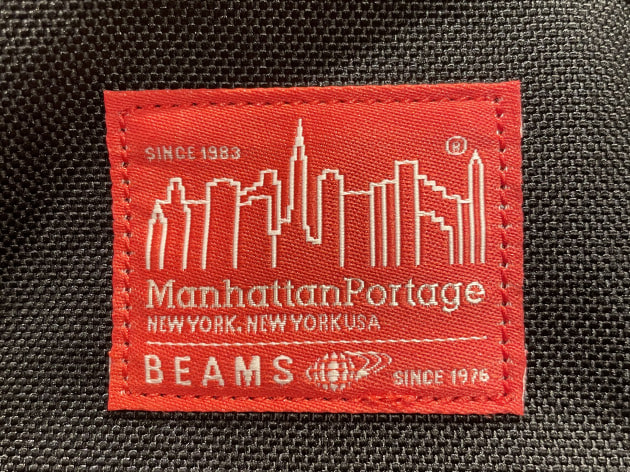 SINCE 1983
®
ManhattanPortage
NEW YORK. NEW YORK USA
BEAMS SINCE 1976